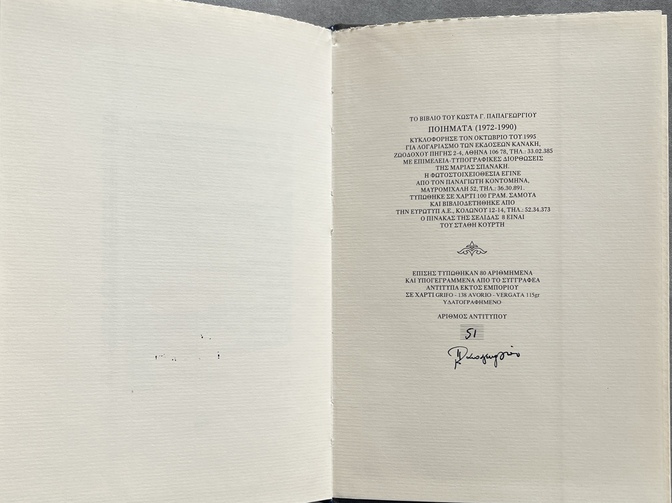 ΤΟ ΒΙΒΛΙΟ ΤΟΥ ΚΩΣΤΑ Γ. ΠΑΠΑΓΕΩΡΓΙΟΥ
ΠΟΙΗΜΑΤΑ (1972-1990)
ΚΥΚΛΟΦΟΡΗΣΕ ΤΟΝ ΟΚΤΩΒΡΙΟ ΤΟΥ 1995
ΓΙΑ ΛΟΓΑΡΙΑΣΜΟ ΤΩΝ ΕΚΔΟΣΕΩΝ ΚΑΝΑΚΗ,
ΖΩΟΔΟΧΟΥ ΠΗΓΗΣ 2-4, ΑΘΗΝΑ 106 78, ΤΗΛ.: 33.02.385
ΜΕ ΕΠΙΜΕΛΕΙΑ-ΤΥΠΟΓΡΑΦΙΚΕΣ ΔΙΟΡΘΩΣΕΙΣ
ΤΗΣ ΜΑΡΙΑΣ ΣΠΑΝΑΚΗ.
Η ΦΩΤΟΣΤΟΙΧΕΙΟΘΕΣΙΑ ΕΓΙΝΕ
ΑΠΟ ΤΟΝ ΠΑΝΑΓΙΩΤΗ ΚΟΝΤΟΜΗΝΑ,
ΜΑΥΡΟΜΙΧΑΛΗ 52, ΤΗΛ.: 36.30.891.
ΤΥΠΩΘΗΚΕ ΣΕ ΧΑΡΤΙ 100 ΓΡΑΜ. ΣΑΜΟΤΑ
ΚΑΙ ΒΙΒΛΙΟΔΕΤΗΘΗΚΕ ΑΠΟ
ΤΗΝ ΕΥΡΩΤΥΠ Α.Ε., ΚΟΛΩΝΟΥ 12-14, ΤΗΛ.: 52.34.373
Ο ΠΙΝΑΚΑΣ ΤΗΣ ΣΕΛΙΔΑΣ 8 ΕΙΝΑΙ
ΤΟΥ ΣΤΑΘΗ ΚΟΥΡΤΗ
ΕΠΙΣΗΣ ΤΥΠΩΘΗΚΑΝ 80 ΑΡΙΘΜΗΜΕΝΑ
ΚΑΙ ΥΠΟΓΕΓΡΑΜΜΕΝΑ ΑΠΟ ΤΟ ΣΥΓΓΡΑΦΕΑ
ΑΝΤΙΤΥΠΑ ΕΚΤΟΣ ΕΜΠΟΡΙΟΥ
ΣΕ ΧΑΡΤΙ GRIFO - 138 AVORIO - VERGATA 115gr
ΥΔΑΤΟΓΡΑΦΗΜΕΝΟ
ΑΡΙΘΜΟΣ ΑΝΤΙΤΥΠΟΥ
51